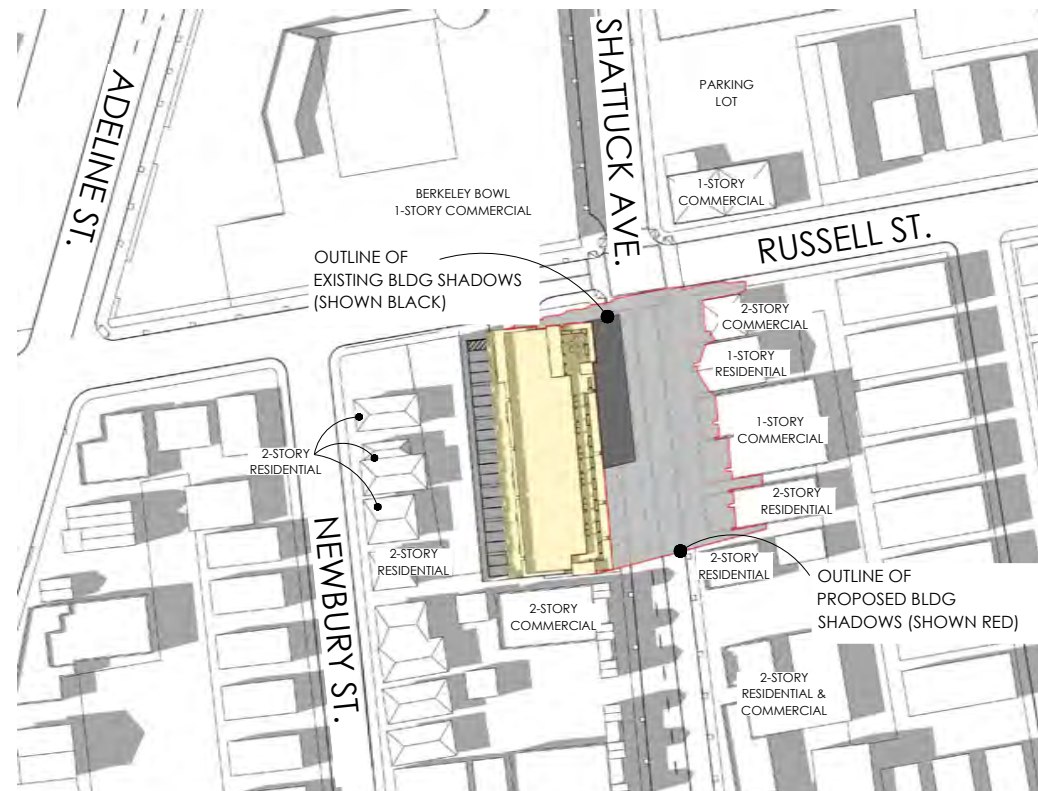 ADELINE ST.
SHATTUCK AVE.
PARKING
LOT
1-STORY
COMMERCIAL
BERKELEY BOWL
1-STORY COMMERCIAL
RUSSELL ST.
OUTLINE OF
EXISTING BLDG SHADOWS
(SHOWN BLACK)
2-STORY
COMMERCIAL
1-STORY
RESIDENTIAL
1-STORY
COMMERCIAL
2-STORY
RESIDENTIAL
2-STORY
RESIDENTIAL
NEWBURY ST.
2-STORY
RESIDENTIAL
2-STORY
RESIDENTIAL
2-STORY
COMMERCIAL
OUTLINE OF
PROPOSED BLDG
SHADOWS (SHOWN RED)
2-STORY
RESIDENTIAL &
COMMERCIAL